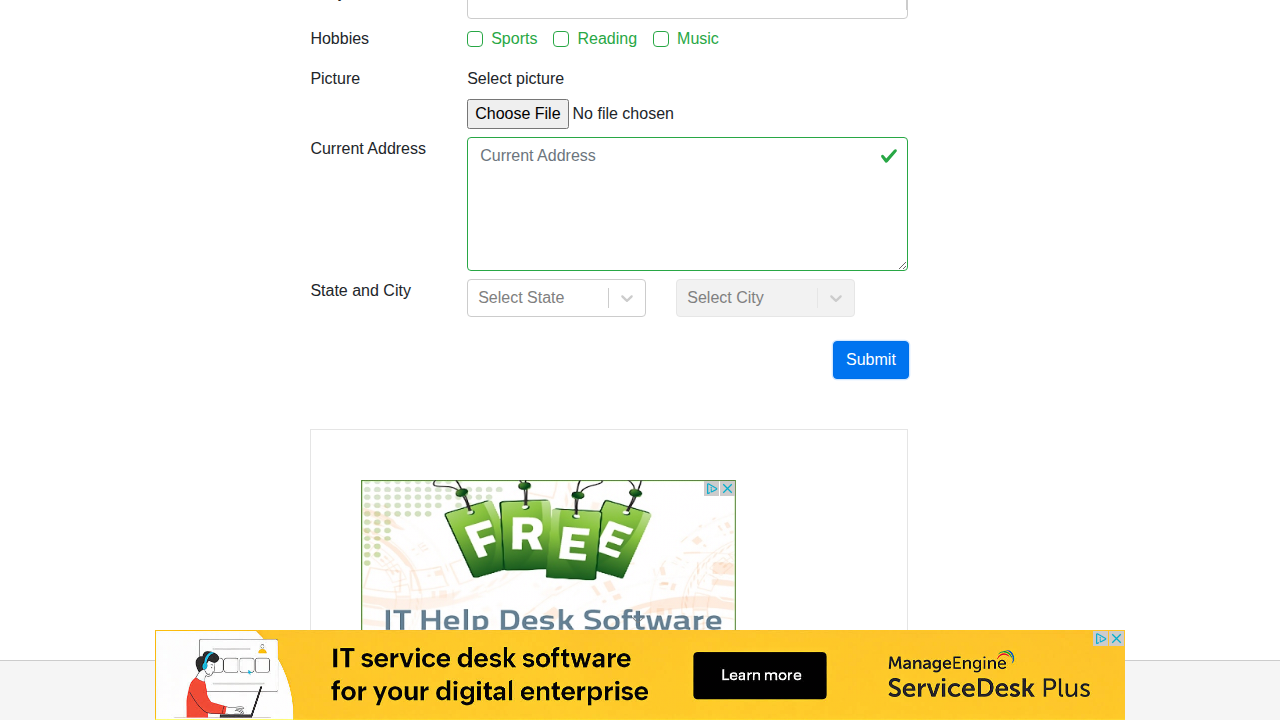 Hobbies
Sports Reading Music
Picture
Select picture
Choose File No file chosen
Current Address
Current Address
State and City
Select State
Select City
Submit
FREE
IT Help Desk Software
IT service desk software
for your digital enterprise
Learn more
ManageEngine
ServiceDesk Plus